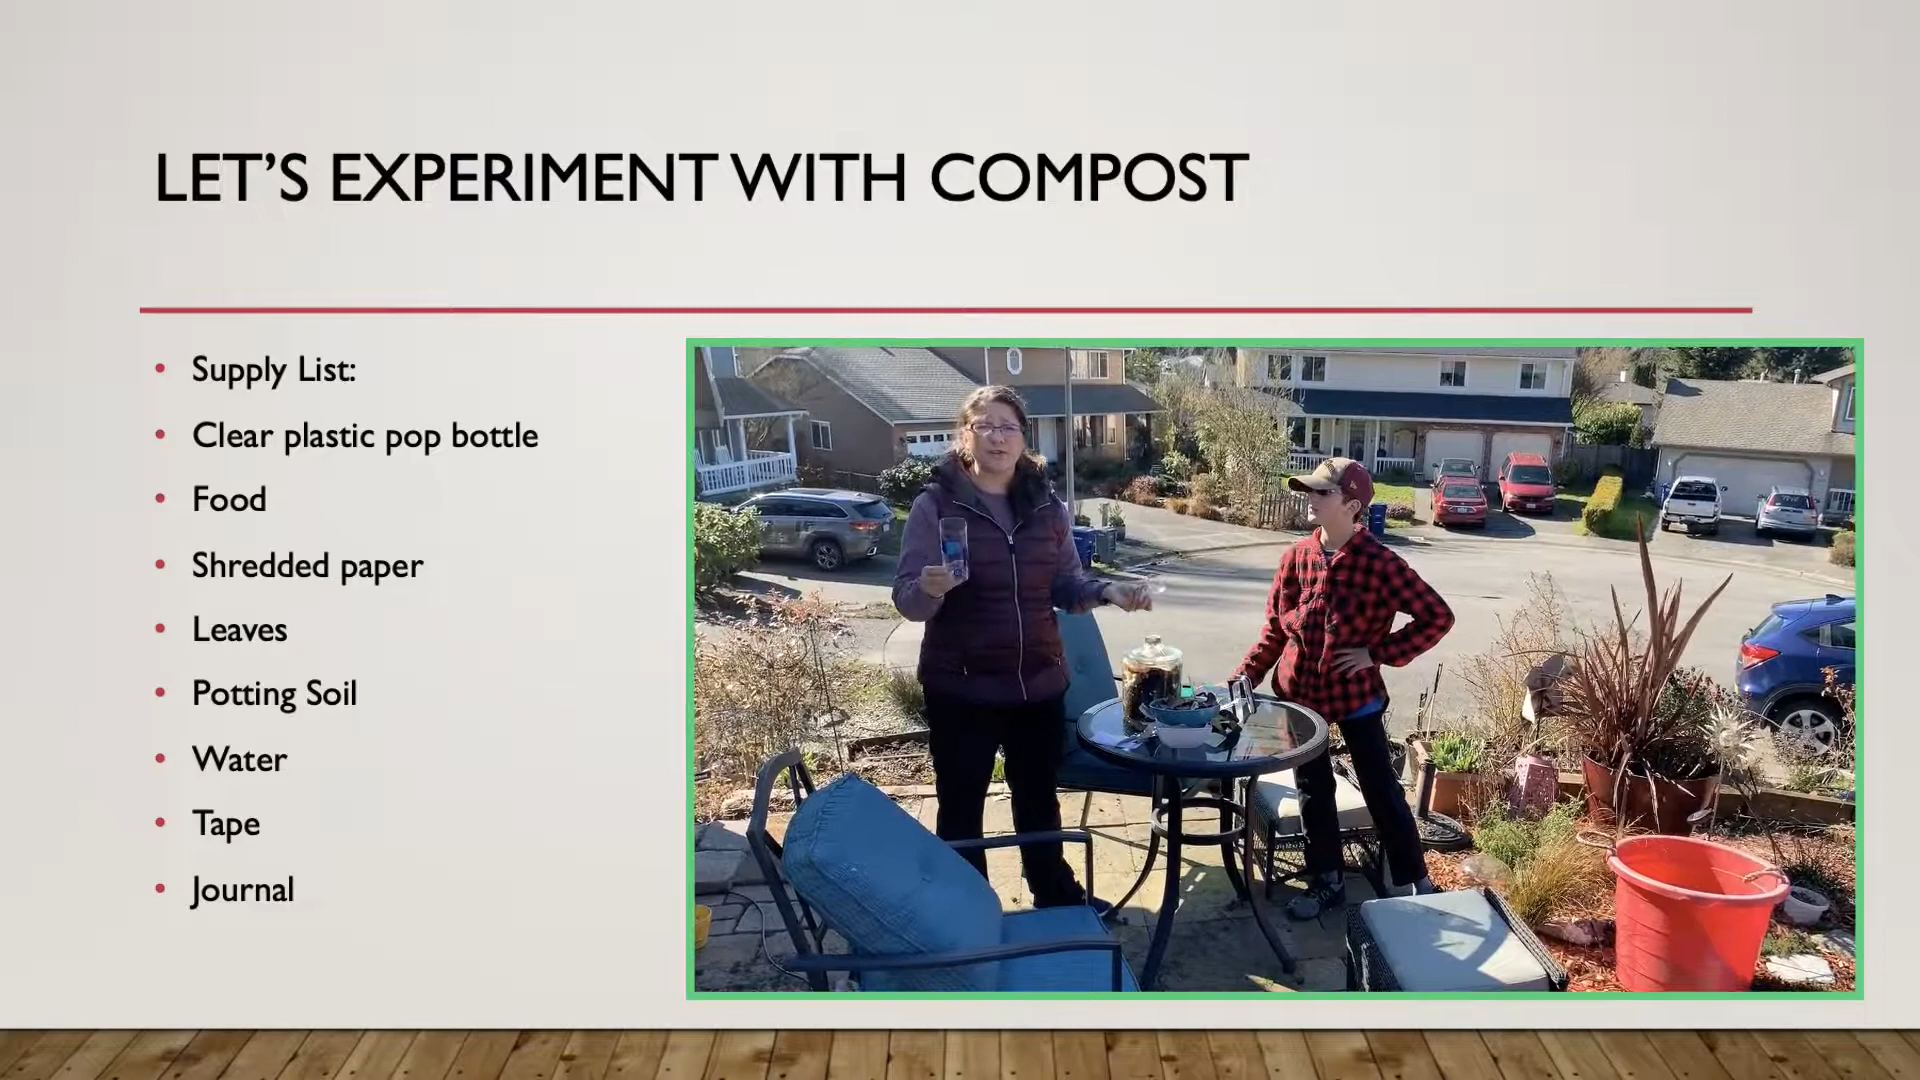 LET'S EXPERIMENT WITH COMPOST
Supply List:
Clear plastic pop bottle
Food
Shredded paper
Leaves
Potting Soil
Water
Tape
Journal